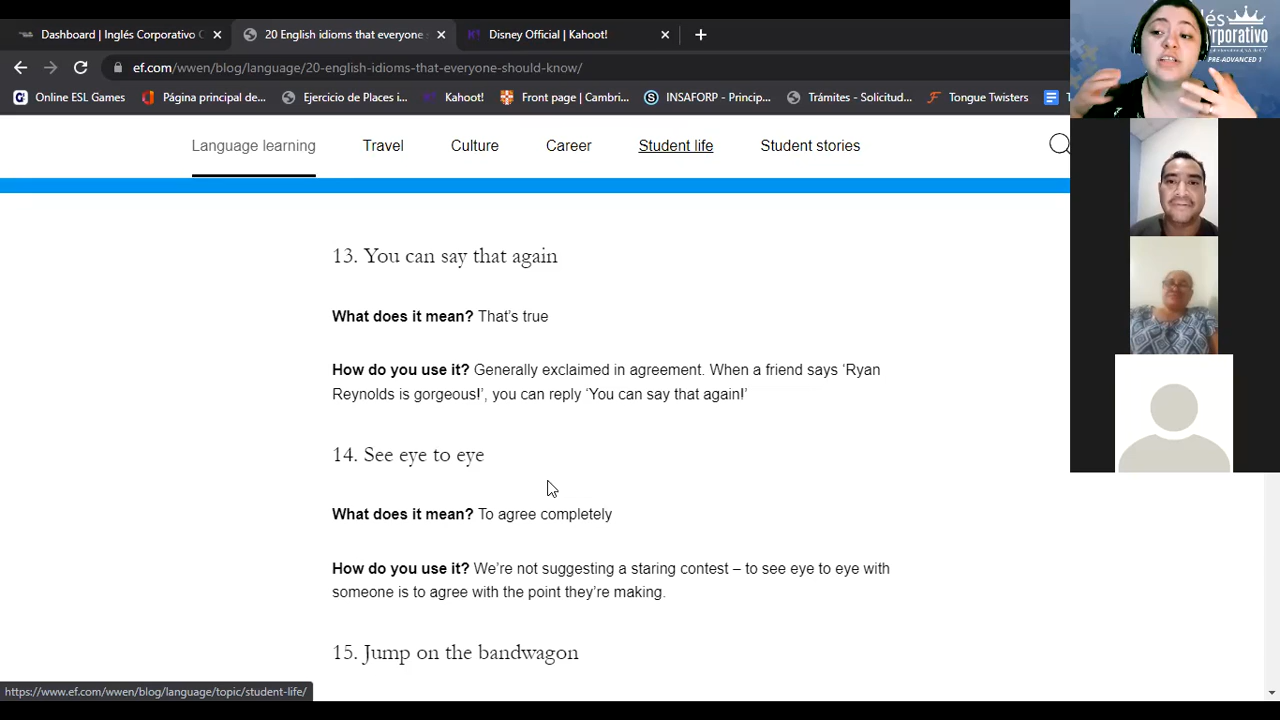 Dashboard | Inglés Corporativo
20 English idioms that everyone
Disney Official | Kahoot!
ef.com/wwen/blog/language/20-english-idioms-that-everyone-should-know/
Online ESL Games
Página principal de...
Ejercicio de Places i...
Kahoot!
Front page | Cambri...
INSAFORP - Princip...
Trámites - Solicitud...
Tongue Twisters
PRE-ADVANCED 1
Language learning
Travel
Culture
Career
Student life
Student stories
13. You can say that again
What does it mean? That's true
How do you use it? Generally exclaimed in agreement. When a friend says ‘Ryan
Reynolds is gorgeous!’, you can reply ‘You can say that again!’
14. See eye to eye
What does it mean? To agree completely
How do you use it? We’re not suggesting a staring contest – to see eye to eye with
someone is to agree with the point they’re making.
15. Jump on the bandwagon
https://www.ef.com/wwen/blog/language/topic/student-life/